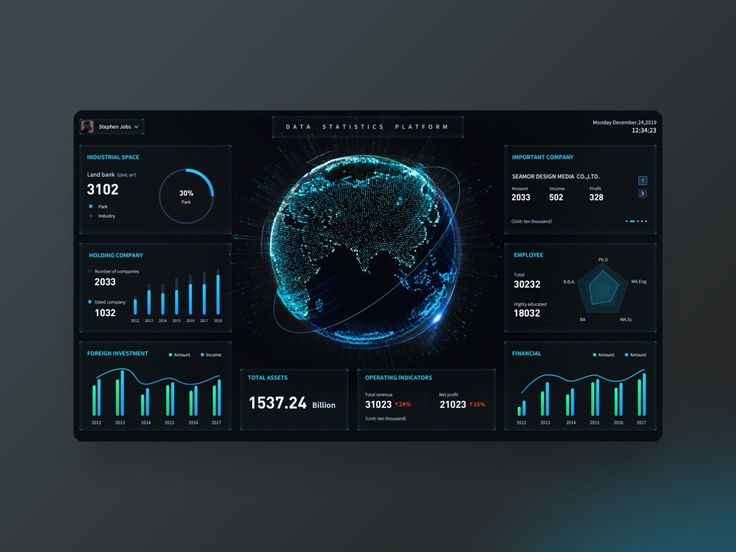 Stephen Jobs
DATA STATISTICS PLATFORM
Monday December.24,2019
12:34:23
INDUSTRIAL SPACE
Land bank (Unit: m²)
3102
Park
Industry
30%
Park
HOLDING COMPANY
Number of companies
2033
listed company
1032
2012 2013 2014 2015 2016 2017 2018
FOREIGN INVESTMENT
Amount Income
2012 2013 2014 2015 2016 2017
TOTAL ASSETS
1537.24 Billion
OPERATING INDICATORS
Total revenue Net profit
31023 ↑24% 21023 ↑15%
(Unit: ten thousand)
IMPORTANT COMPANY
SEAMOR DESIGN MEDIA CO.,LTD.
Amount Income Profit
2033 502 328
(Unit: ten thousand)
EMPLOYEE
Total
30232
Highly educated
18032
Ph.D
B.B.A. MA.Eng
BA MA.Sc
FINANCIAL
Amount Amount
2012 2013 2014 2015 2016 2017